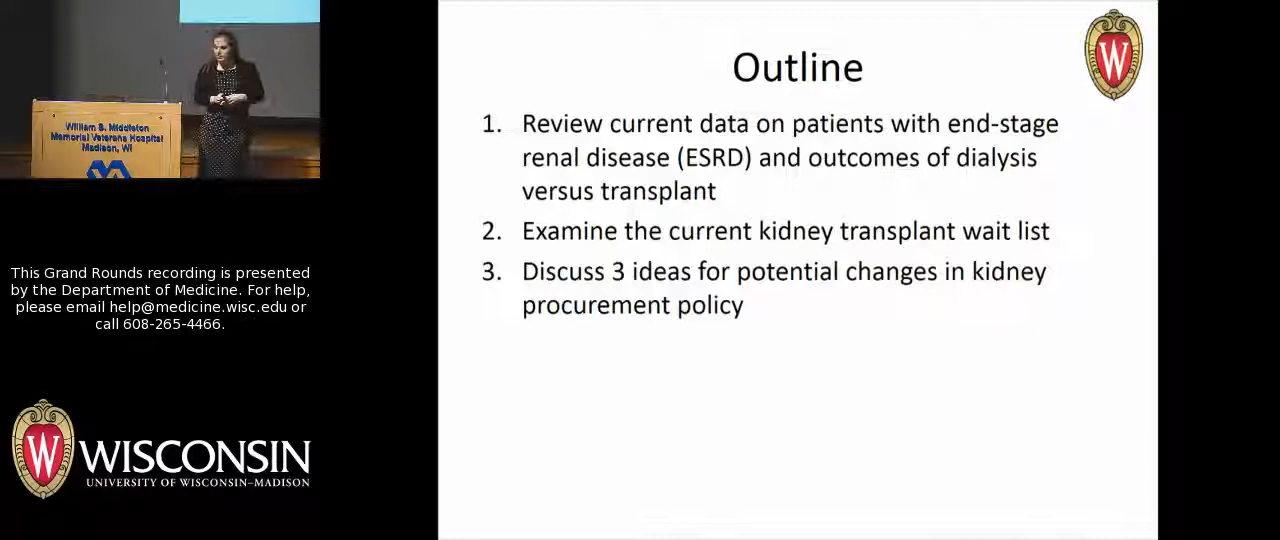 William S. Middleton
Memorial Veterans Hospital
Madison, WI
This Grand Rounds recording is presented
by the Department of Medicine. For help,
please email help@medicine.wisc.edu or
call 608-265-4466.
W
WISCONSIN
UNIVERSITY OF WISCONSIN–MADISON
W
Outline
1. Review current data on patients with end-stage
renal disease (ESRD) and outcomes of dialysis
versus transplant
2. Examine the current kidney transplant wait list
3. Discuss 3 ideas for potential changes in kidney
procurement policy